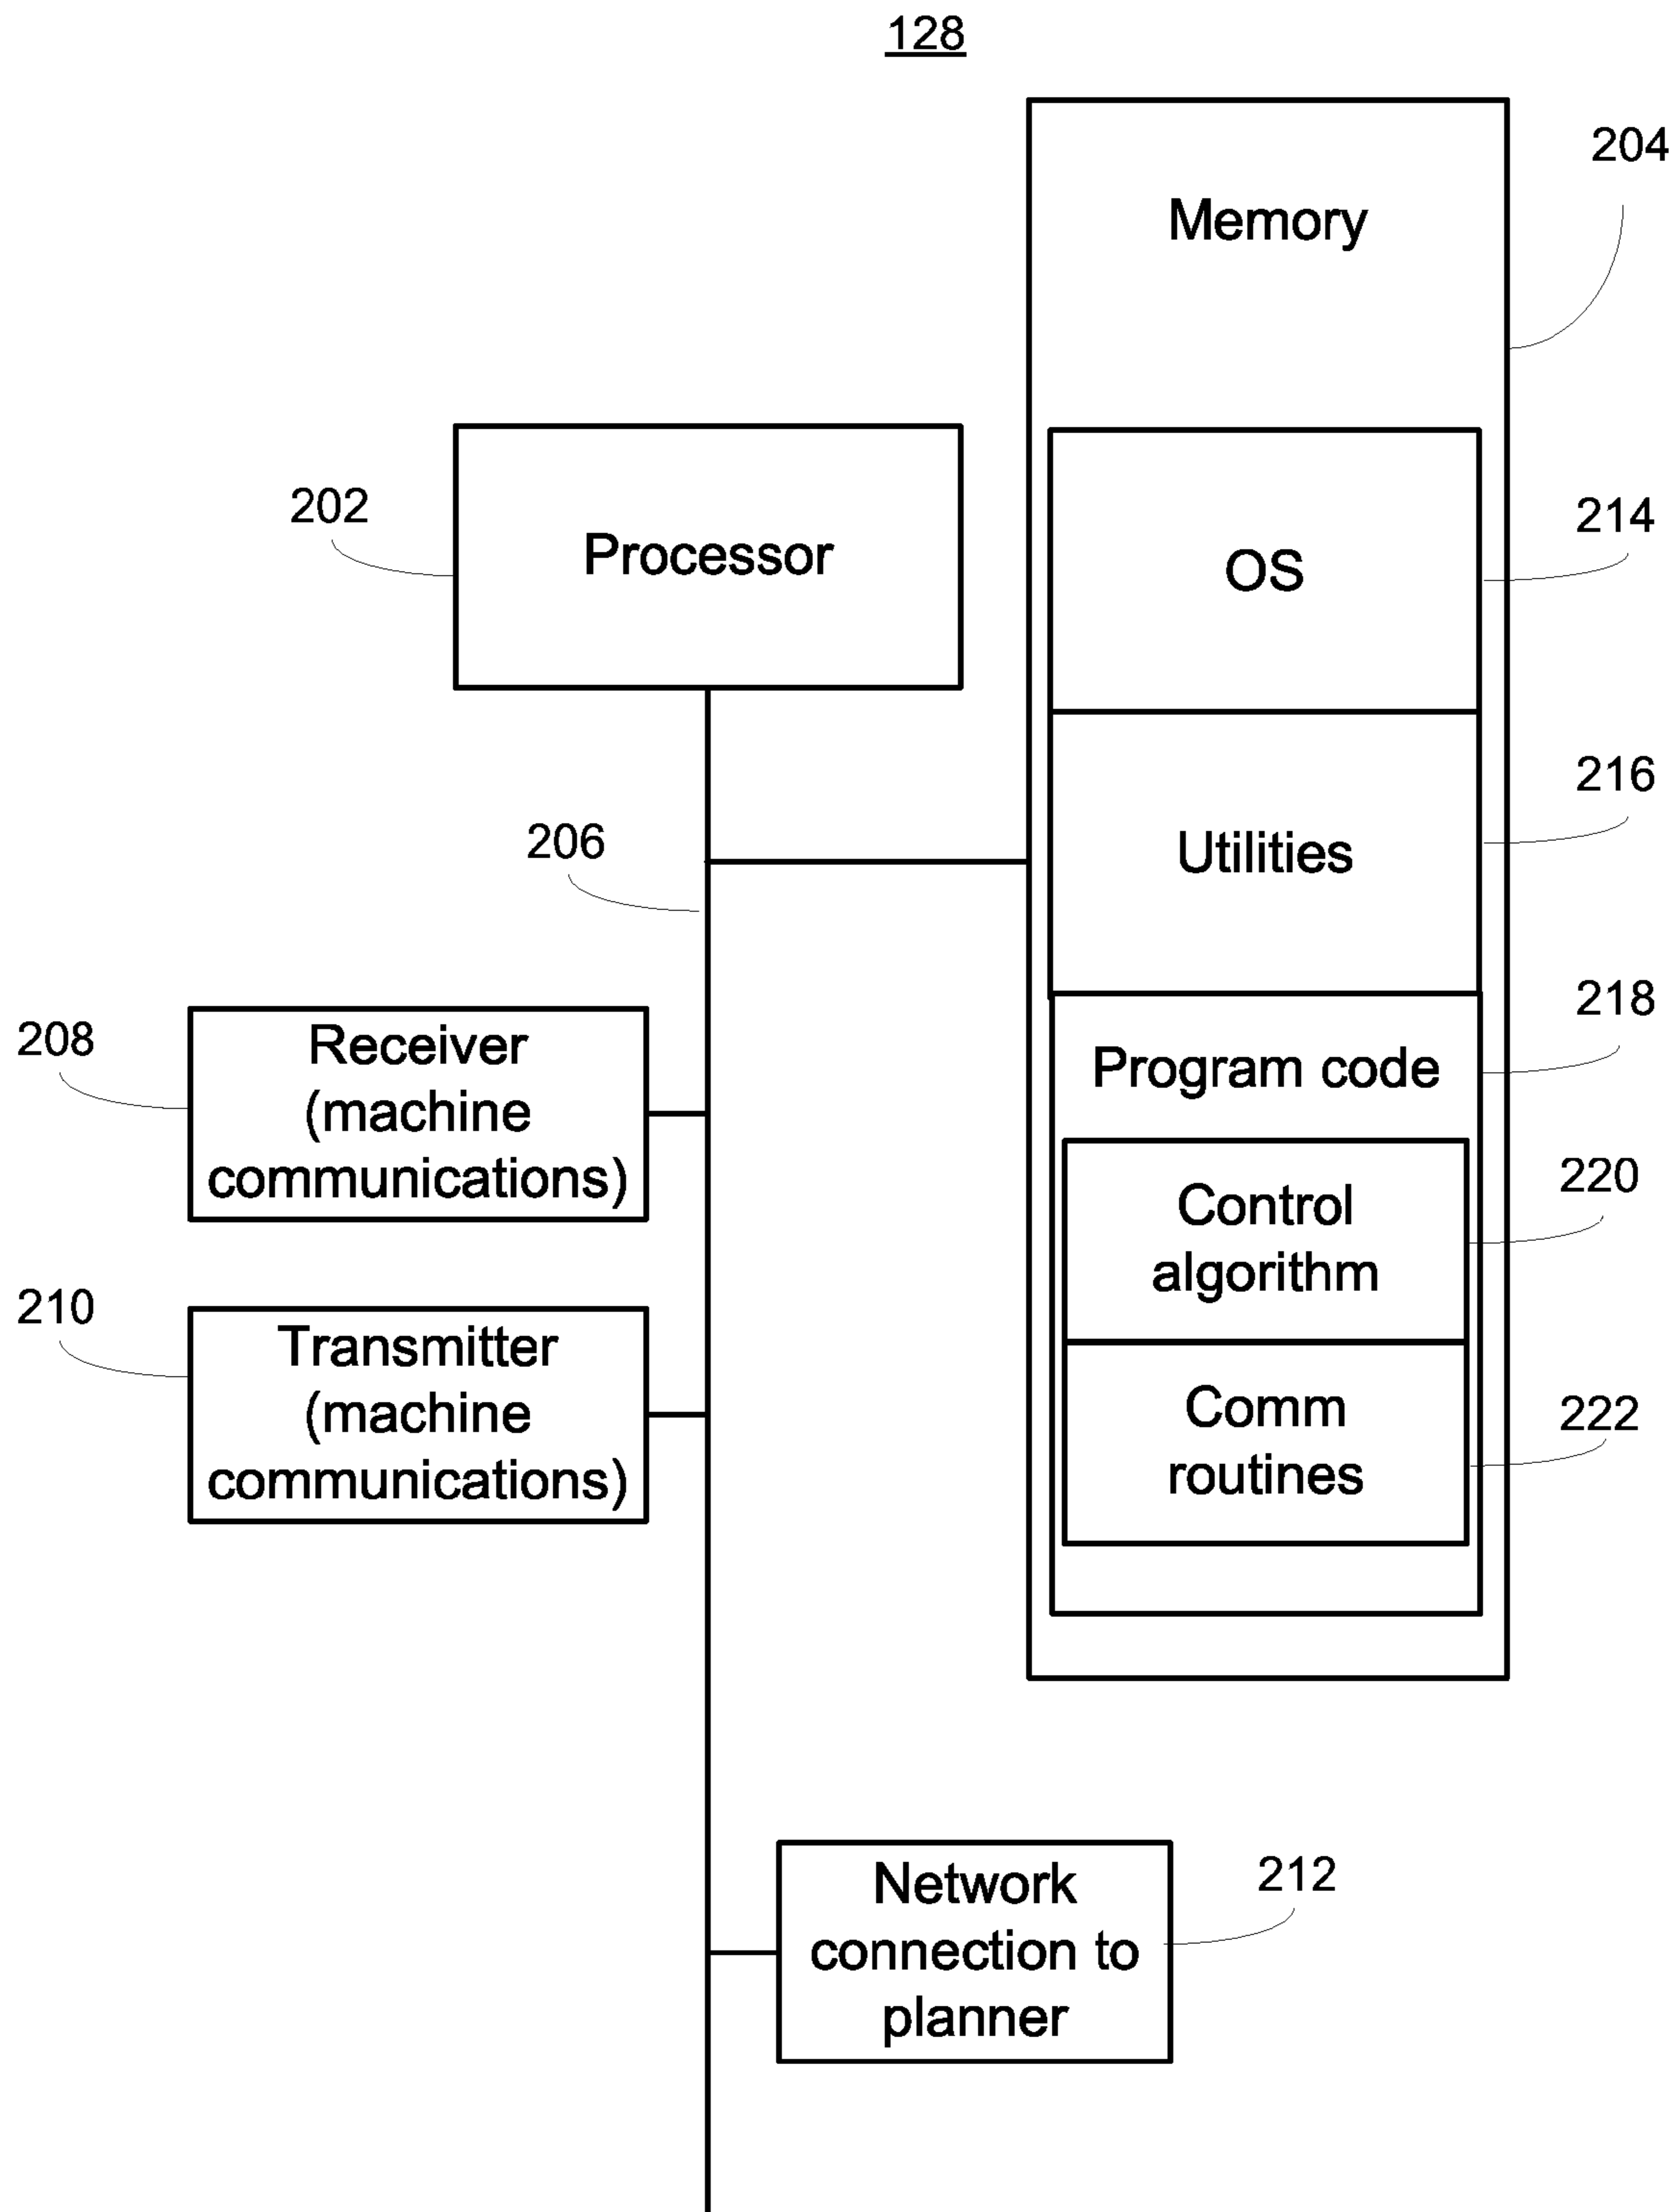 128
204
Memory
202
Processor
214
OS
216
206
Utilities
218
208
Receiver
(machine
communications)
Program code
220
Control
algorithm
210
Transmitter
(machine
communications)
222
Comm
routines
212
Network
connection to
planner